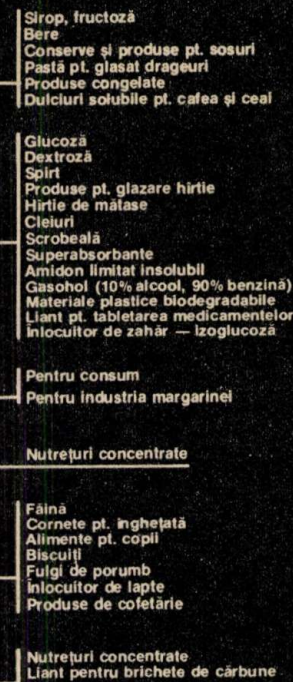 Sirop, fructoză
Bere
Conserve și produse pt. sosuri
Pastă pt. glasat drageuri
Produse congelate
Dulciuri solubile pt. cafea și ceai
Glucoză
Dextroză
Spirt
Produse pt. glazare hîrtie
Hîrtie de mătase
Cleiuri
Scrobeală
Superabsorbante
Amidon limitat insolubil
Gasohol (10% alcool, 90% benzină)
Materiale plastice biodegradabile
Liant pt. tabletarea medicamentelor
Înlocuitor de zahăr — Izoglucoză
Pentru consum
Pentru industria margarinei
Nutrețuri concentrate
Făină
Cornete pt. înghețată
Alimente pt. copii
Biscuiți
Fulgi de porumb
Înlocuitor de lapte
Produse de cofetărie
Nutrețuri concentrate
Liant pentru brichete de cărbune